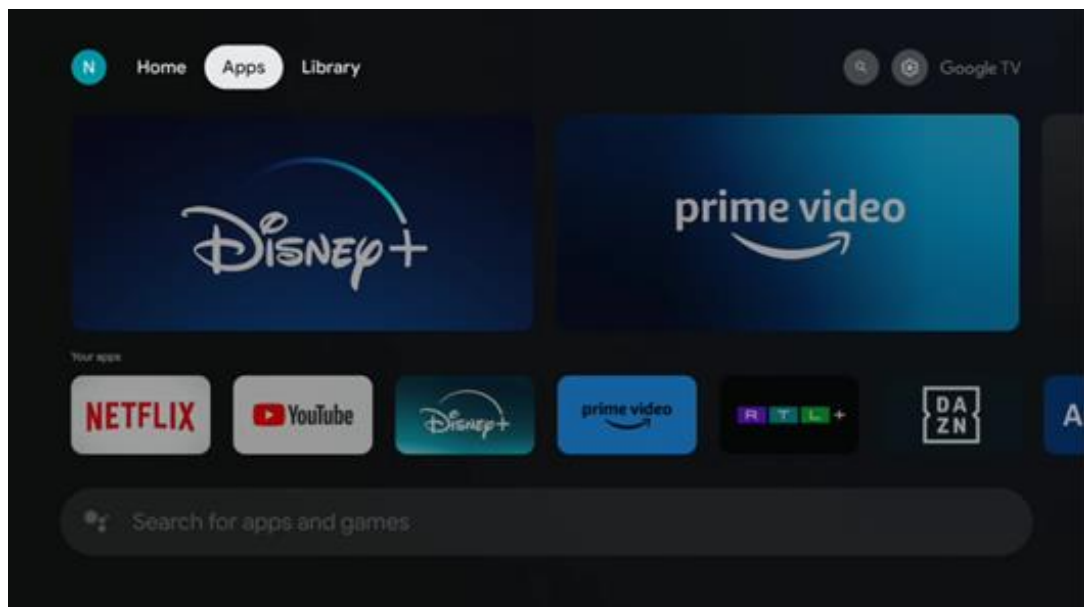 N Home Apps Library Google TV
Disney+
prime video
Your apps
NETFLIX YouTube Disney+ prime video RTL+ DAZN A
Search for apps and games